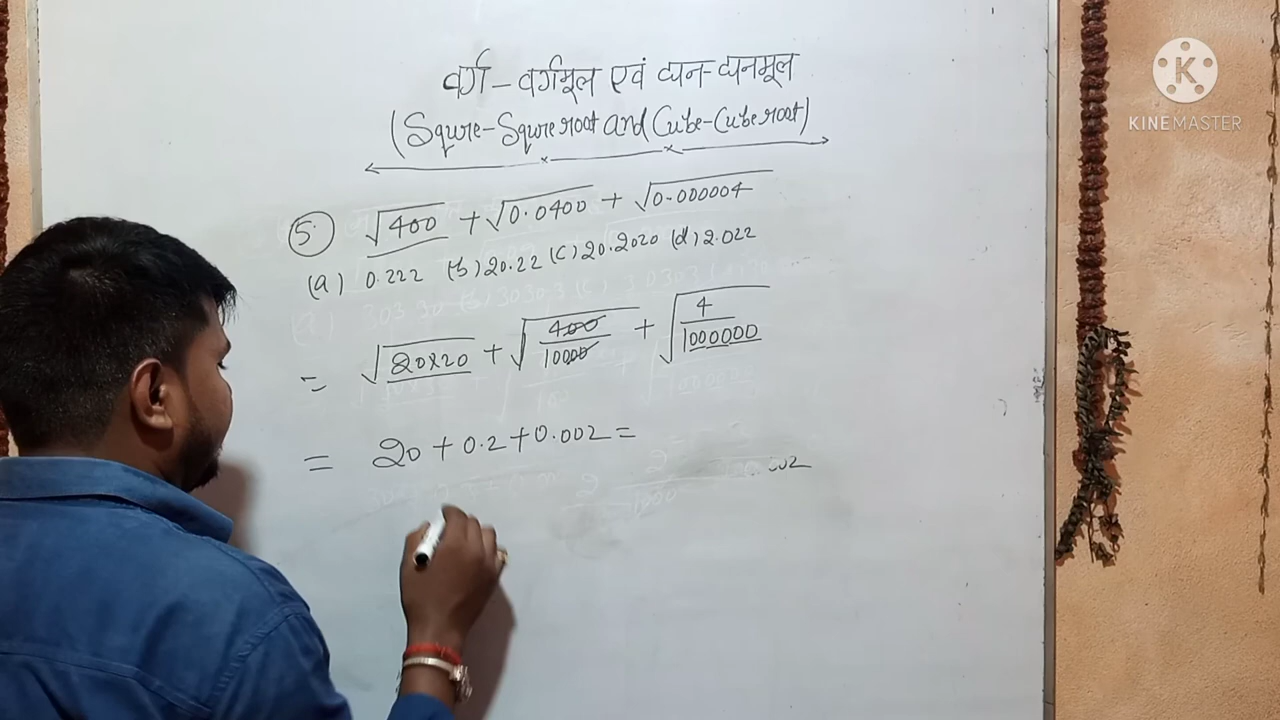 वर्ग - वर्गमूल एवं घन-घनमूल
(Squre-Squre root and Cube-Cube root)
5. √400 + √0.0400 + √0.000004
(a) 0.222 (b) 20.22 (c) 20.2020 (d) 2.022
= √20×20 + √400/10000 + √4/1000000
= 20 + 0.2 + 0.002 =
KINEMASTER